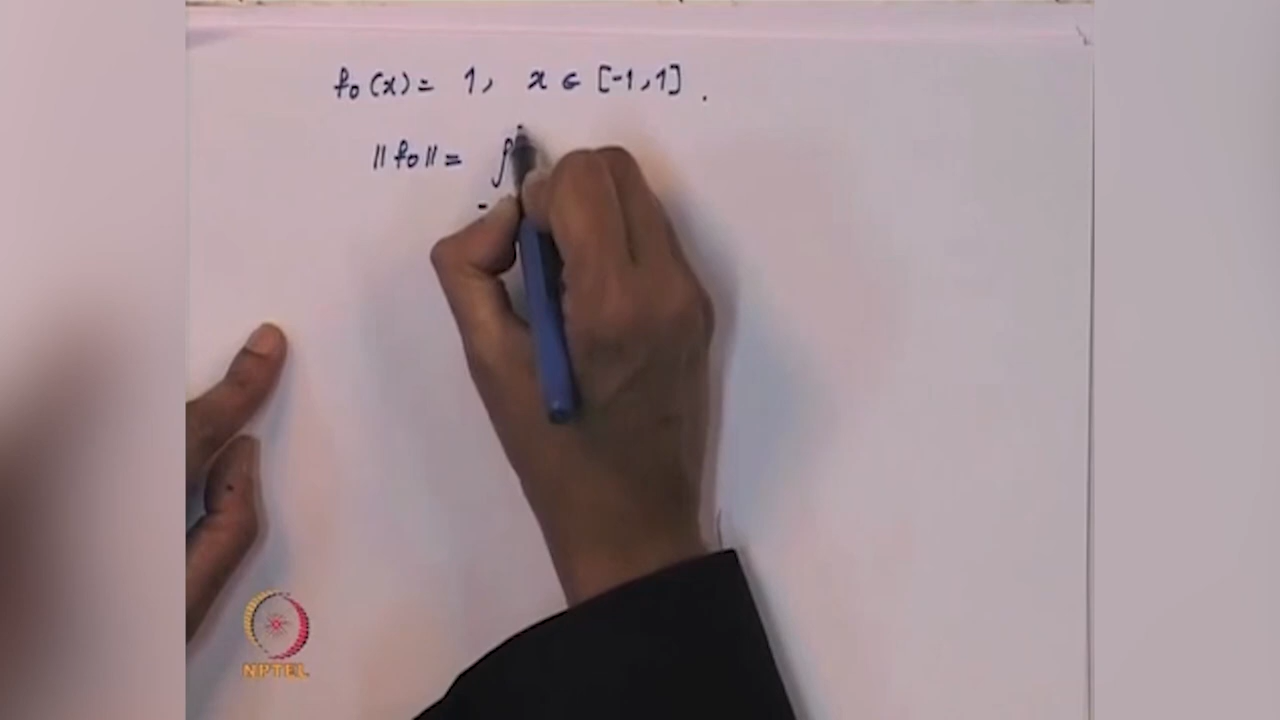 f₀(x) = 1, x ∈ [-1, 1].
‖f₀‖ = ∫
-
NPTEL